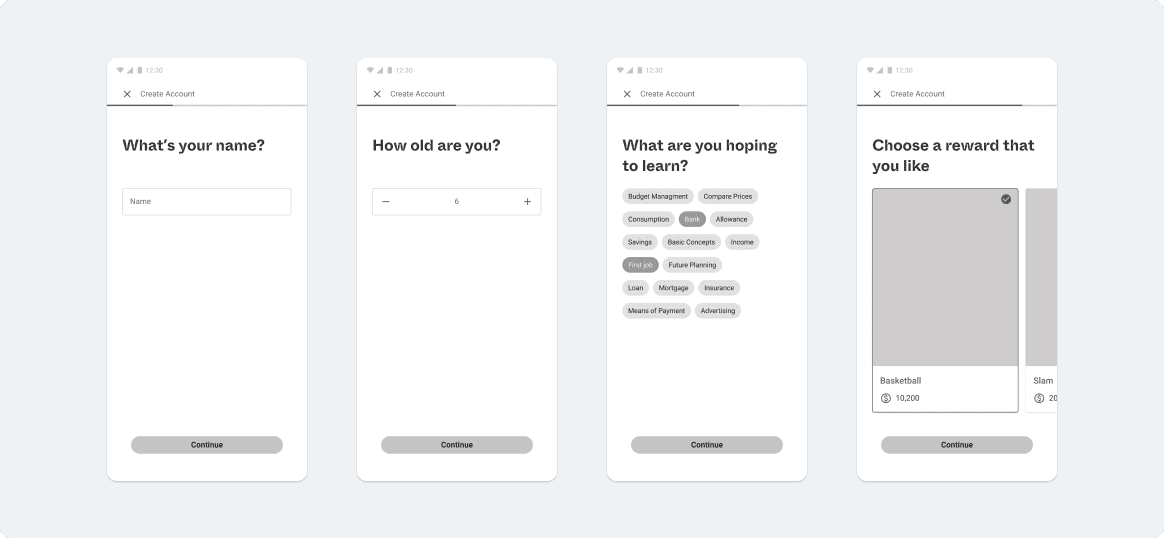 12:30
Create Account
What's your name?
Name
Continue
12:30
Create Account
How old are you?
6
Continue
12:30
Create Account
What are you hoping
to learn?
Budget Managment Compare Prices
Consumption Bank Allowance
Savings Basic Concepts Income
First job Future Planning
Loan Mortgage Insurance
Means of Payment Advertising
Continue
12:30
Create Account
Choose a reward that
you like
Basketball Slam
10,200 20
Continue